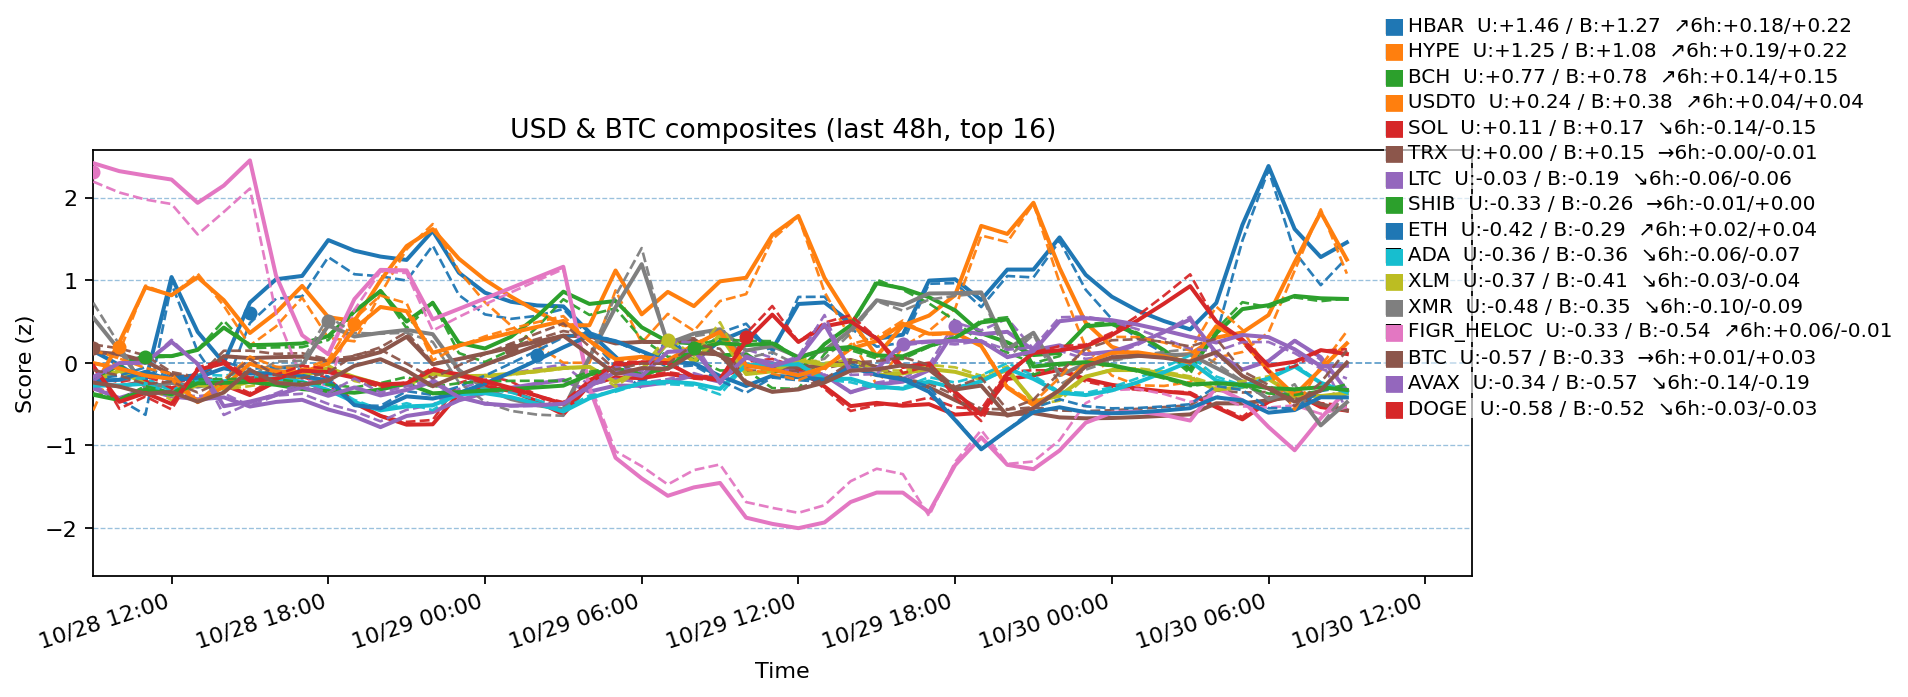 HBAR  U:+1.46 / B:+1.27  ↗6h:+0.18/+0.22
HYPE  U:+1.25 / B:+1.08  ↗6h:+0.19/+0.22
BCH  U:+0.77 / B:+0.78  ↗6h:+0.14/+0.15
USDT0  U:+0.24 / B:+0.38  ↗6h:+0.04/+0.04
SOL  U:+0.11 / B:+0.17  ↘6h:-0.14/-0.15
TRX  U:+0.00 / B:+0.15  →6h:-0.00/-0.01
LTC  U:-0.03 / B:-0.19  ↘6h:-0.06/-0.06
SHIB  U:-0.33 / B:-0.26  →6h:-0.01/+0.00
ETH  U:-0.42 / B:-0.29  ↗6h:+0.02/+0.04
ADA  U:-0.36 / B:-0.36  ↘6h:-0.06/-0.07
XLM  U:-0.37 / B:-0.41  ↘6h:-0.03/-0.04
XMR  U:-0.48 / B:-0.35  ↘6h:-0.10/-0.09
FIGR_HELOC  U:-0.33 / B:-0.54  ↗6h:+0.06/-0.01
BTC  U:-0.57 / B:-0.33  →6h:+0.01/+0.03
AVAX  U:-0.34 / B:-0.57  ↘6h:-0.14/-0.19
DOGE  U:-0.58 / B:-0.52  ↘6h:-0.03/-0.03
USD & BTC composites (last 48h, top 16)
Score (z)
2
1
0
−1
−2
10/28 12:00
10/28 18:00
10/29 00:00
10/29 06:00
10/29 12:00
10/29 18:00
10/30 00:00
10/30 06:00
10/30 12:00
Time